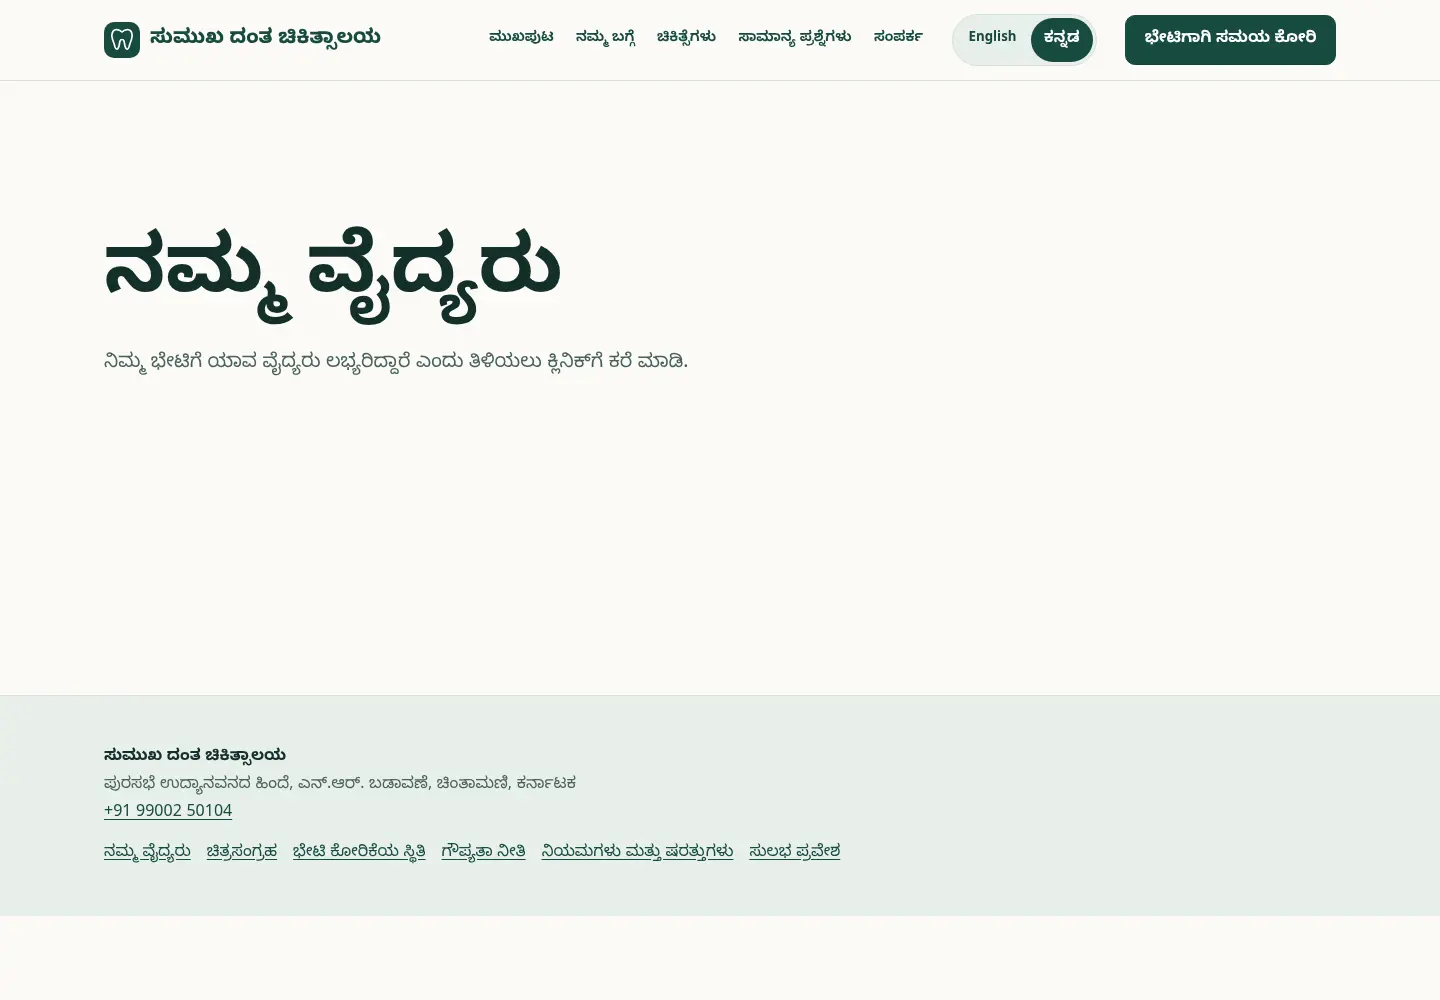 ಸುಮುಖ ದಂತ ಚಿಕಿತ್ಸಾಲಯ
ಮುಖಪುಟ ನಮ್ಮ ಬಗ್ಗೆ ಚಿಕಿತ್ಸೆಗಳು ಸಾಮಾನ್ಯ ಪ್ರಶ್ನೆಗಳು ಸಂಪರ್ಕ English ಕನ್ನಡ ಭೇಟಿಗಾಗಿ ಸಮಯ ಕೋರಿ
ನಮ್ಮ ವೈದ್ಯರು
ನಿಮ್ಮ ಭೇಟಿಗೆ ಯಾವ ವೈದ್ಯರು ಲಭ್ಯರಿದ್ದಾರೆ ಎಂದು ತಿಳಿಯಲು ಕ್ಲಿನಿಕ್‌ಗೆ ಕರೆ ಮಾಡಿ.
ಸುಮುಖ ದಂತ ಚಿಕಿತ್ಸಾಲಯ
ಪುರಸಭೆ ಉದ್ಯಾನವನದ ಹಿಂದೆ, ಎನ್.ಆರ್. ಬಡಾವಣೆ, ಚಿಂತಾಮಣಿ, ಕರ್ನಾಟಕ
+91 99002 50104
ನಮ್ಮ ವೈದ್ಯರು ಚಿತ್ರಸಂಗ್ರಹ ಭೇಟಿ ಕೋರಿಕೆಯ ಸ್ಥಿತಿ ಗೌಪ್ಯತಾ ನೀತಿ ನಿಯಮಗಳು ಮತ್ತು ಷರತ್ತುಗಳು ಸುಲಭ ಪ್ರವೇಶ